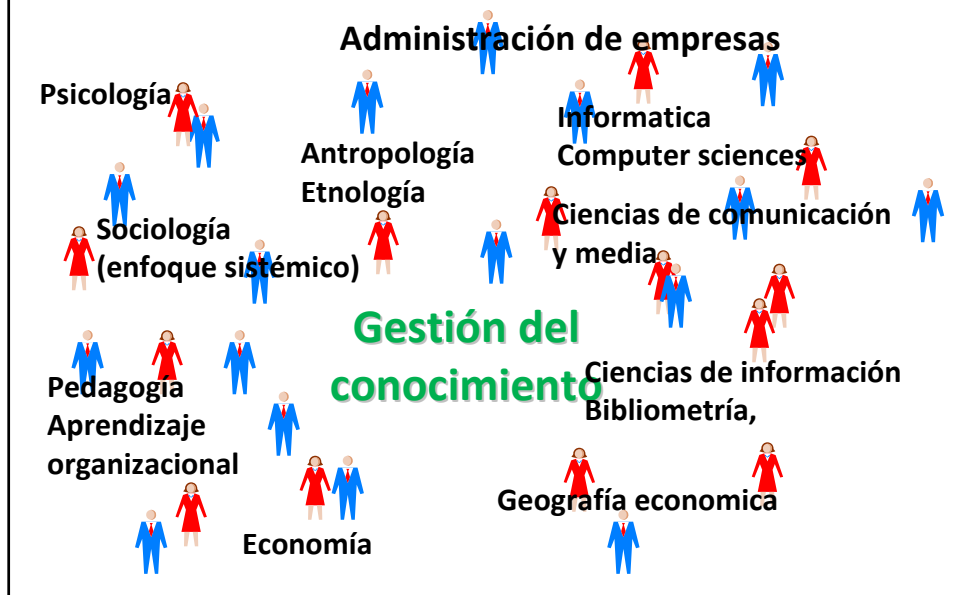 Administración de empresas
Psicología
Informatica
Computer sciences
Antropología
Etnología
Ciencias de comunicación
y media
Sociología
(enfoque sistémico)
Gestión del
conocimiento
Ciencias de información
Bibliometría,
Pedagogía
Aprendizaje
organizacional
Geografía economica
Economía